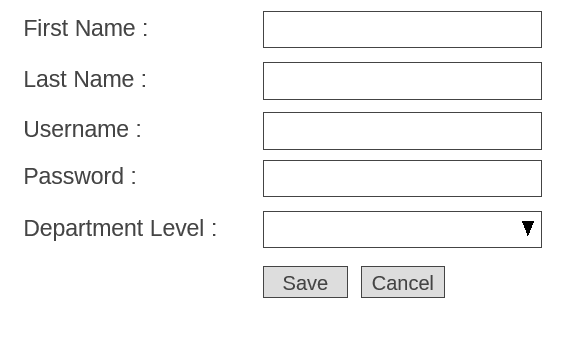 First Name :
Last Name :
Username :
Password :
Department Level :
Save Cancel